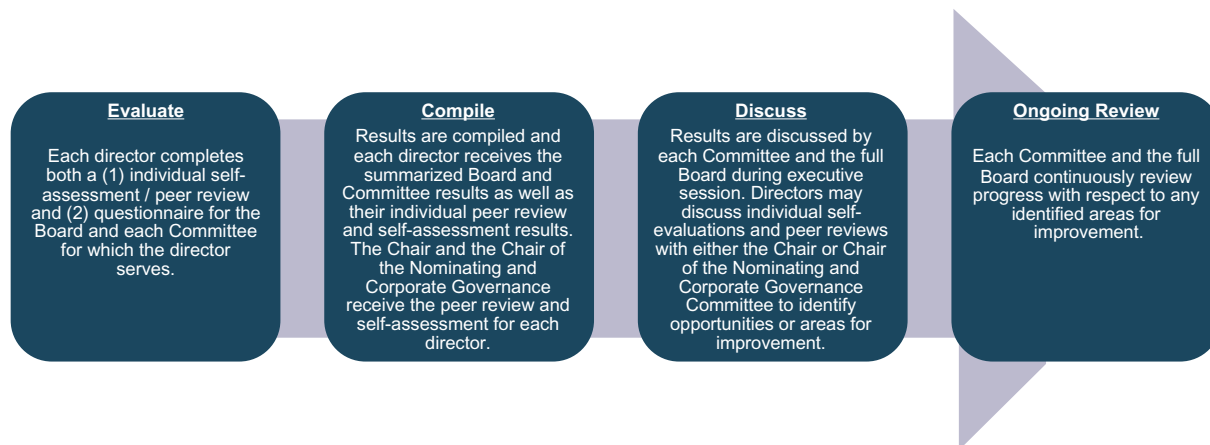 Evaluate
Each director completes
both a (1) individual self-
assessment / peer review
and (2) questionnaire for the
Board and each Committee
for which the director
serves.
Compile
Results are compiled and
each director receives the
summarized Board and
Committee results as well as
their individual peer review
and self-assessment results.
The Chair and the Chair of
the Nominating and
Corporate Governance
receive the peer review and
self-assessment for each
director.
Discuss
Results are discussed by
each Committee and the full
Board during executive
session. Directors may
discuss individual self-
evaluations and peer reviews
with either the Chair or Chair
of the Nominating and
Corporate Governance
Committee to identify
opportunities or areas for
improvement.
Ongoing Review
Each Committee and the full
Board continuously review
progress with respect to any
identified areas for
improvement.